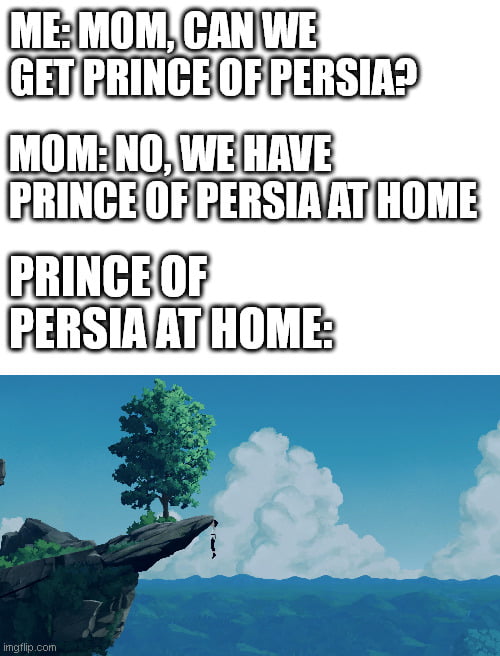 ME: MOM, CAN WE
GET PRINCE OF PERSIA?
MOM: NO, WE HAVE
PRINCE OF PERSIA AT HOME
PRINCE OF
PERSIA AT HOME:
imgflip.com